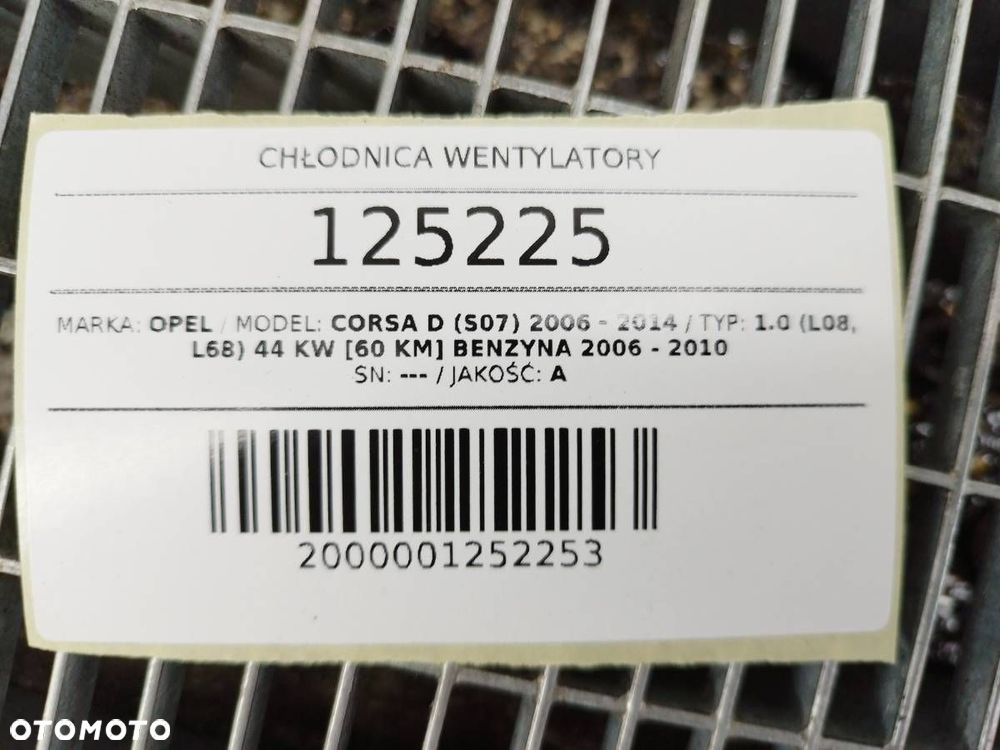 CHŁODNICA WENTYLATORY
125225
MARKA: OPEL / MODEL: CORSA D (S07) 2006 - 2014 / TYP: 1.0 (L08,
L68) 44 KW [60 KM] BENZYNA 2006 - 2010
SN: --- / JAKOŚĆ: A
2000001252253
OTOMOTO